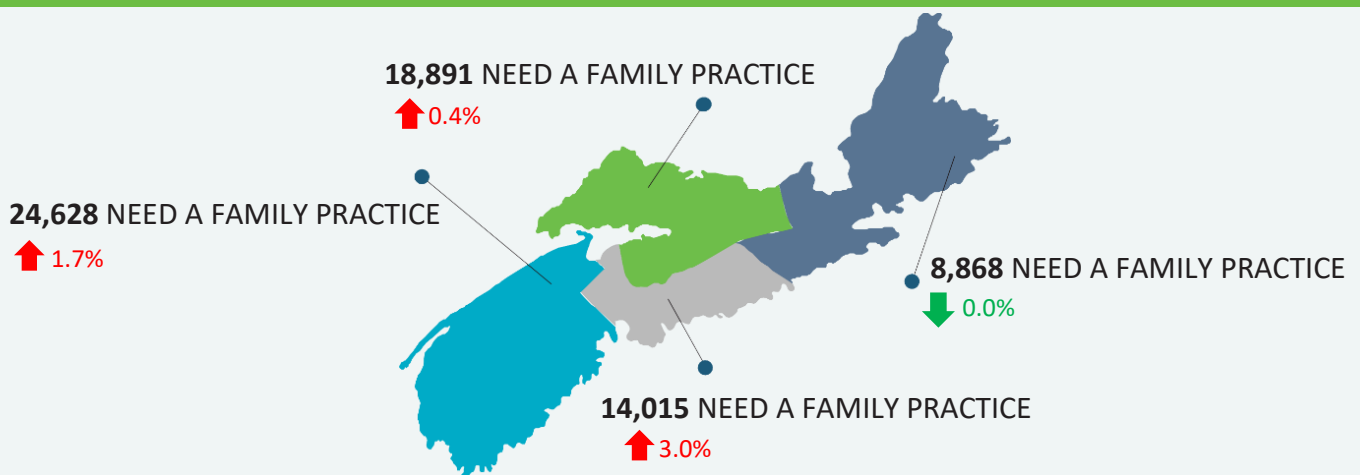 18,891 NEED A FAMILY PRACTICE
0.4%
24,628 NEED A FAMILY PRACTICE
1.7%
8,868 NEED A FAMILY PRACTICE
0.0%
14,015 NEED A FAMILY PRACTICE
3.0%